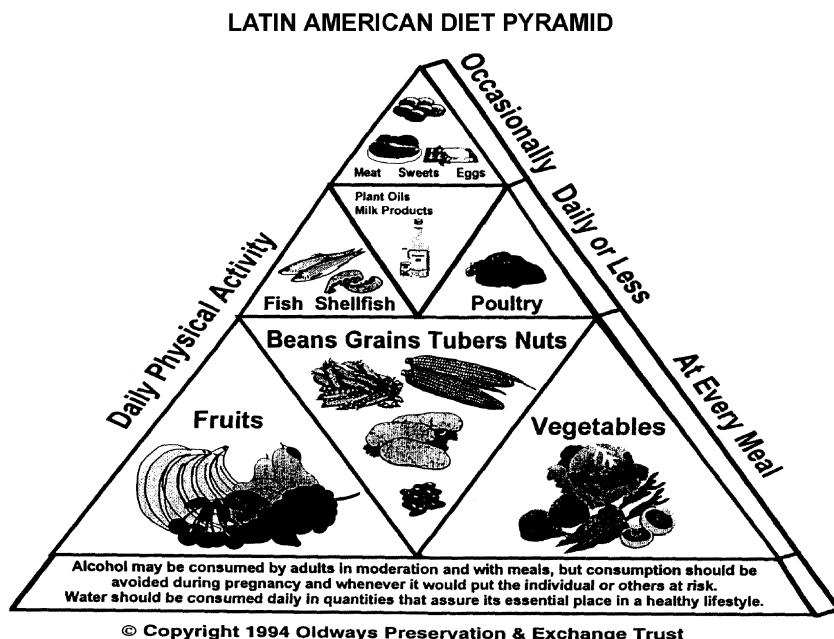 LATIN AMERICAN DIET PYRAMID
Occasionally
Meat Sweets Eggs
Daily or Less
Plant Oils
Milk Products
Daily Physical Activity
Fish Shellfish
Poultry
At Every Meal
Beans Grains Tubers Nuts
Fruits
Vegetables
Alcohol may be consumed by adults in moderation and with meals, but consumption should be
avoided during pregnancy and whenever it would put the individual or others at risk.
Water should be consumed daily in quantities that assure its essential place in a healthy lifestyle.
© Copyright 1994 Oldways Preservation & Exchange Trust